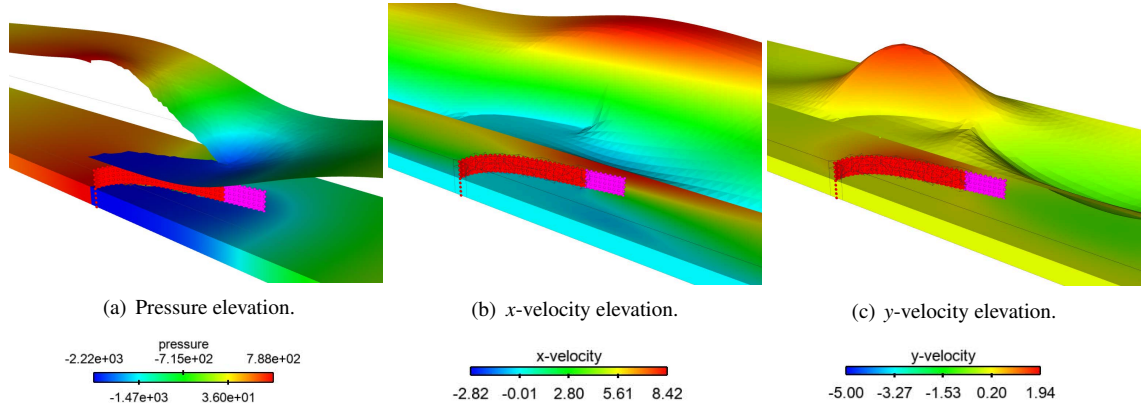 (a) Pressure elevation.
(b) x-velocity elevation.
(c) y-velocity elevation.
pressure
-2.22e+03 -7.15e+02 7.88e+02
-1.47e+03 3.60e+01
x-velocity
-2.82 -0.01 2.80 5.61 8.42
y-velocity
-5.00 -3.27 -1.53 0.20 1.94